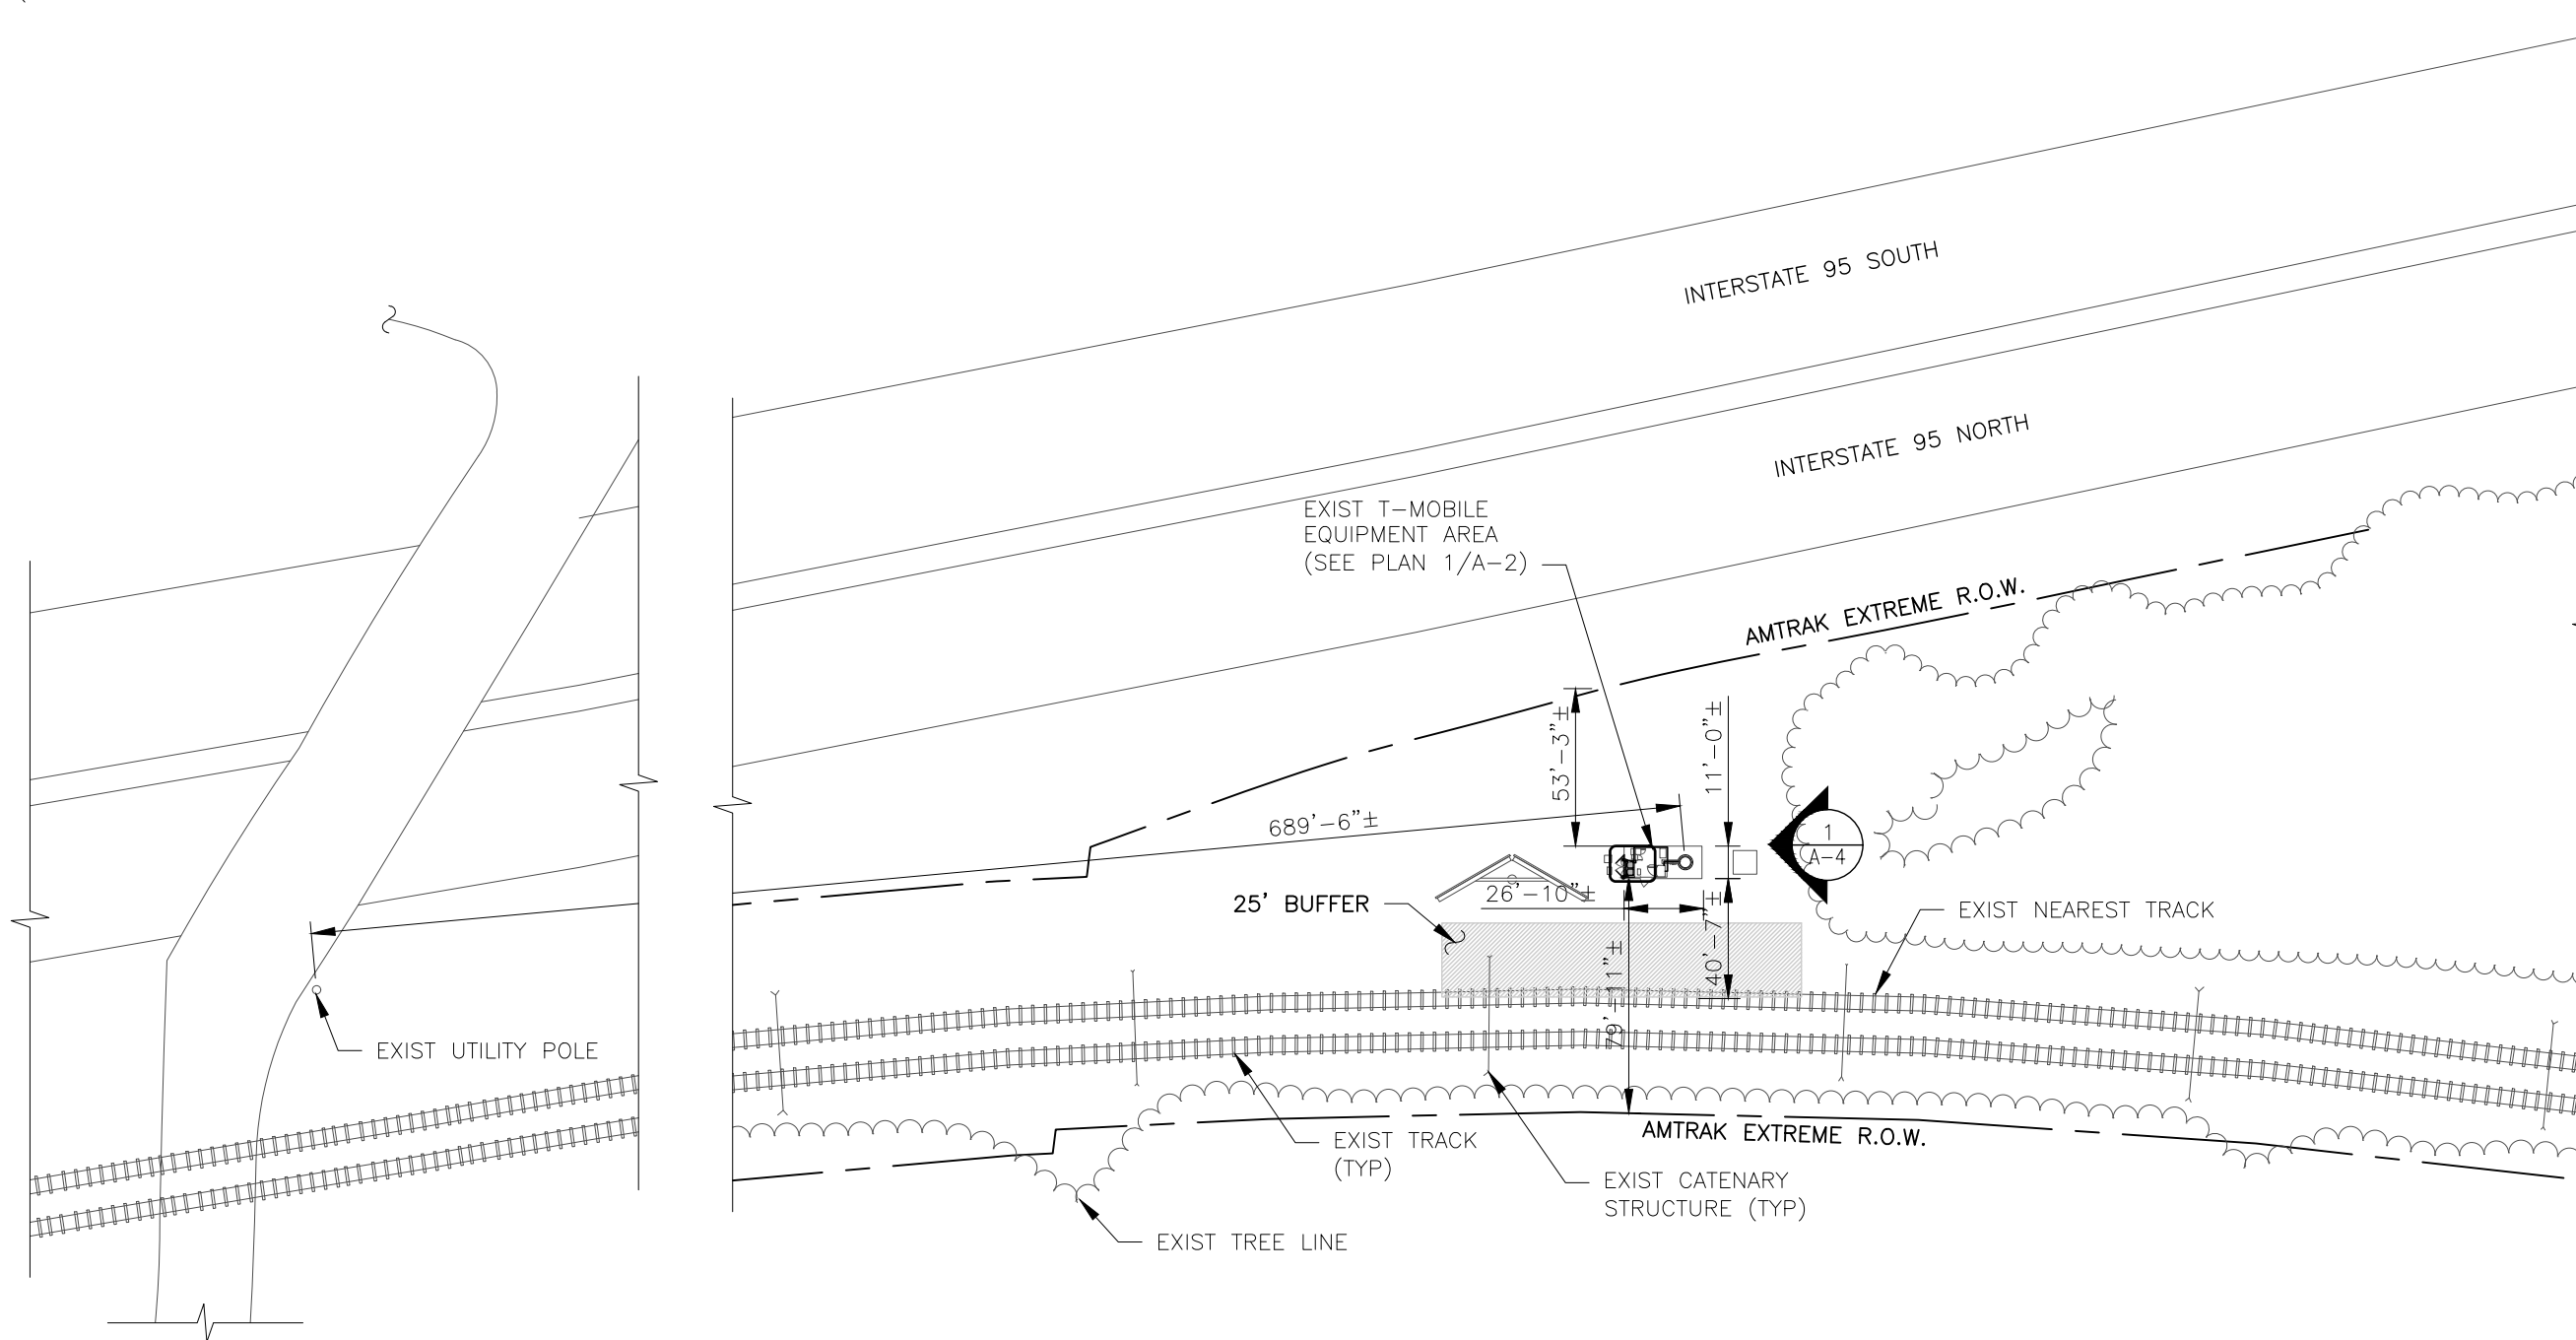 INTERSTATE 95 SOUTH
INTERSTATE 95 NORTH
EXIST T-MOBILE
EQUIPMENT AREA
(SEE PLAN 1/A-2)
AMTRAK EXTREME R.O.W.
53'-3"±
11'-0"±
689'-6"±
1
A-4
26'-10"±
25' BUFFER
40'-7"±
79'-11"±
EXIST NEAREST TRACK
EXIST UTILITY POLE
EXIST TRACK
(TYP)
AMTRAK EXTREME R.O.W.
EXIST CATENARY
STRUCTURE (TYP)
EXIST TREE LINE